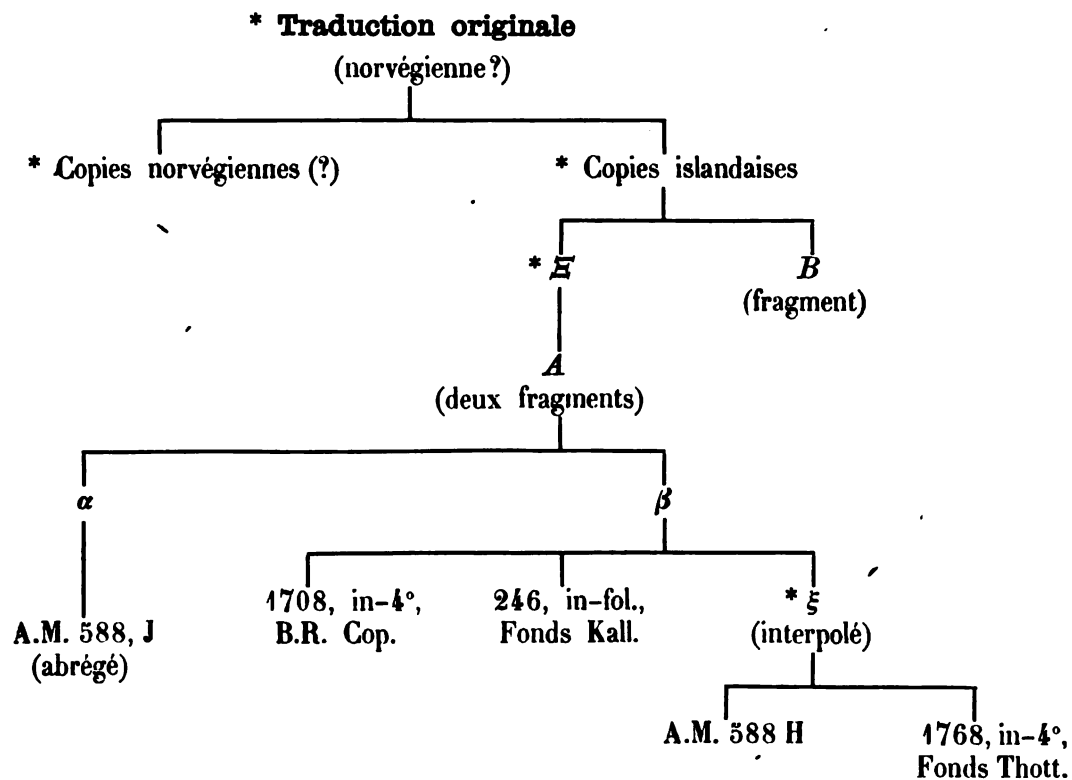 * Traduction originale
(norvégienne ?)
* Copies norvégiennes (?)
* Copies islandaises
* Ξ
B
(fragment)
A
(deux fragments)
α
β
1708, in-4°,
B.R. Cop.
246, in-fol.,
Fonds Kall.
* ξ
(interpolé)
A.M. 588, J
(abrégé)
A.M. 588 H
1768, in-4°,
Fonds Thott.